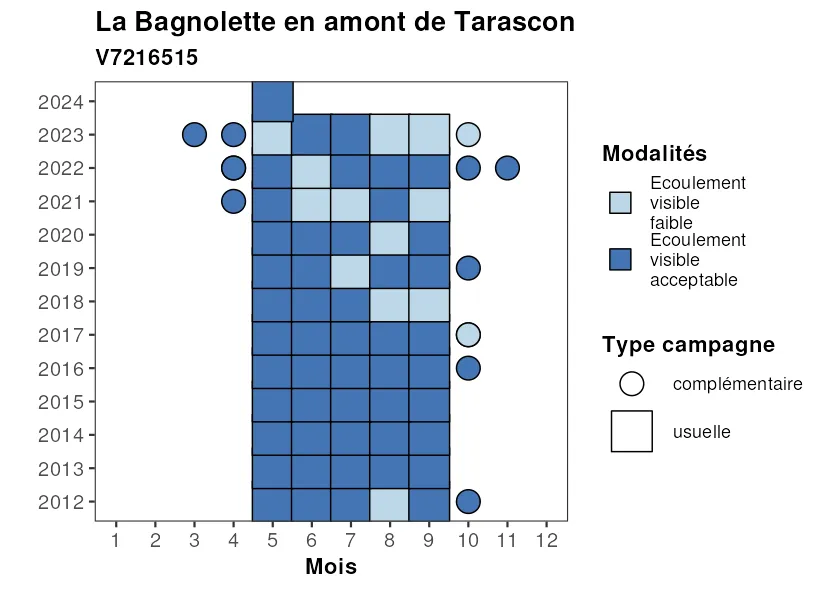 La Bagnolette en amont de Tarascon
V7216515
2024
2023
2022
2021
2020
2019
2018
2017
2016
2015
2014
2013
2012
1 2 3 4 5 6 7 8 9 10 11 12
Mois
Modalités
Ecoulement
visible
faible
Ecoulement
visible
acceptable
Type campagne
complémentaire
usuelle